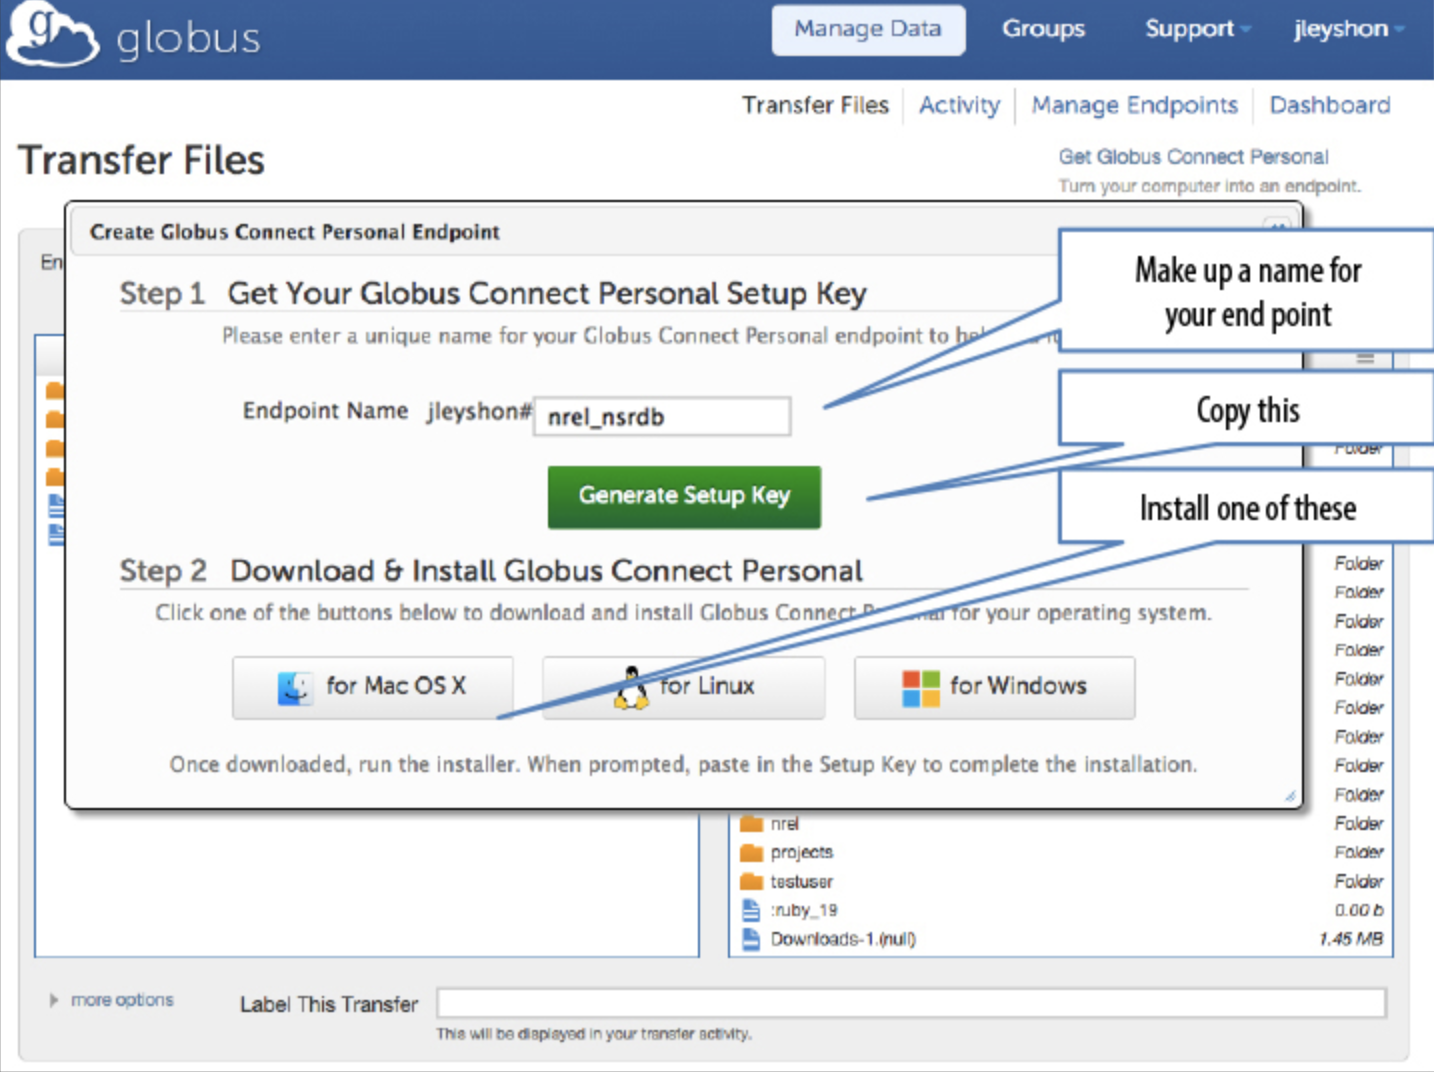 globus
Manage Data
Groups
Support
jleyshon
Transfer Files
Activity
Manage Endpoints
Dashboard
Transfer Files
Get Globus Connect Personal
Turn your computer into an endpoint.
Create Globus Connect Personal Endpoint
Step 1 Get Your Globus Connect Personal Setup Key
Please enter a unique name for your Globus Connect Personal endpoint to
Endpoint Name jleyshon# nrel_nsrdb
Generate Setup Key
Make up a name for
your end point
Copy this
Install one of these
Step 2 Download & Install Globus Connect Personal
Click one of the buttons below to download and install Globus Connect for your operating system.
for Mac OS X
for Linux
for Windows
Once downloaded, run the installer. When prompted, paste in the Setup Key to complete the installation.
Folder
Folder
Folder
Folder
Folder
Folder
Folder
Folder
Folder
Folder
nrel Folder
projects Folder
testuser Folder
:ruby_19 0.00 b
Downloads-1.(null) 1.45 MB
more options
Label This Transfer
This will be displayed in your transfer activity.